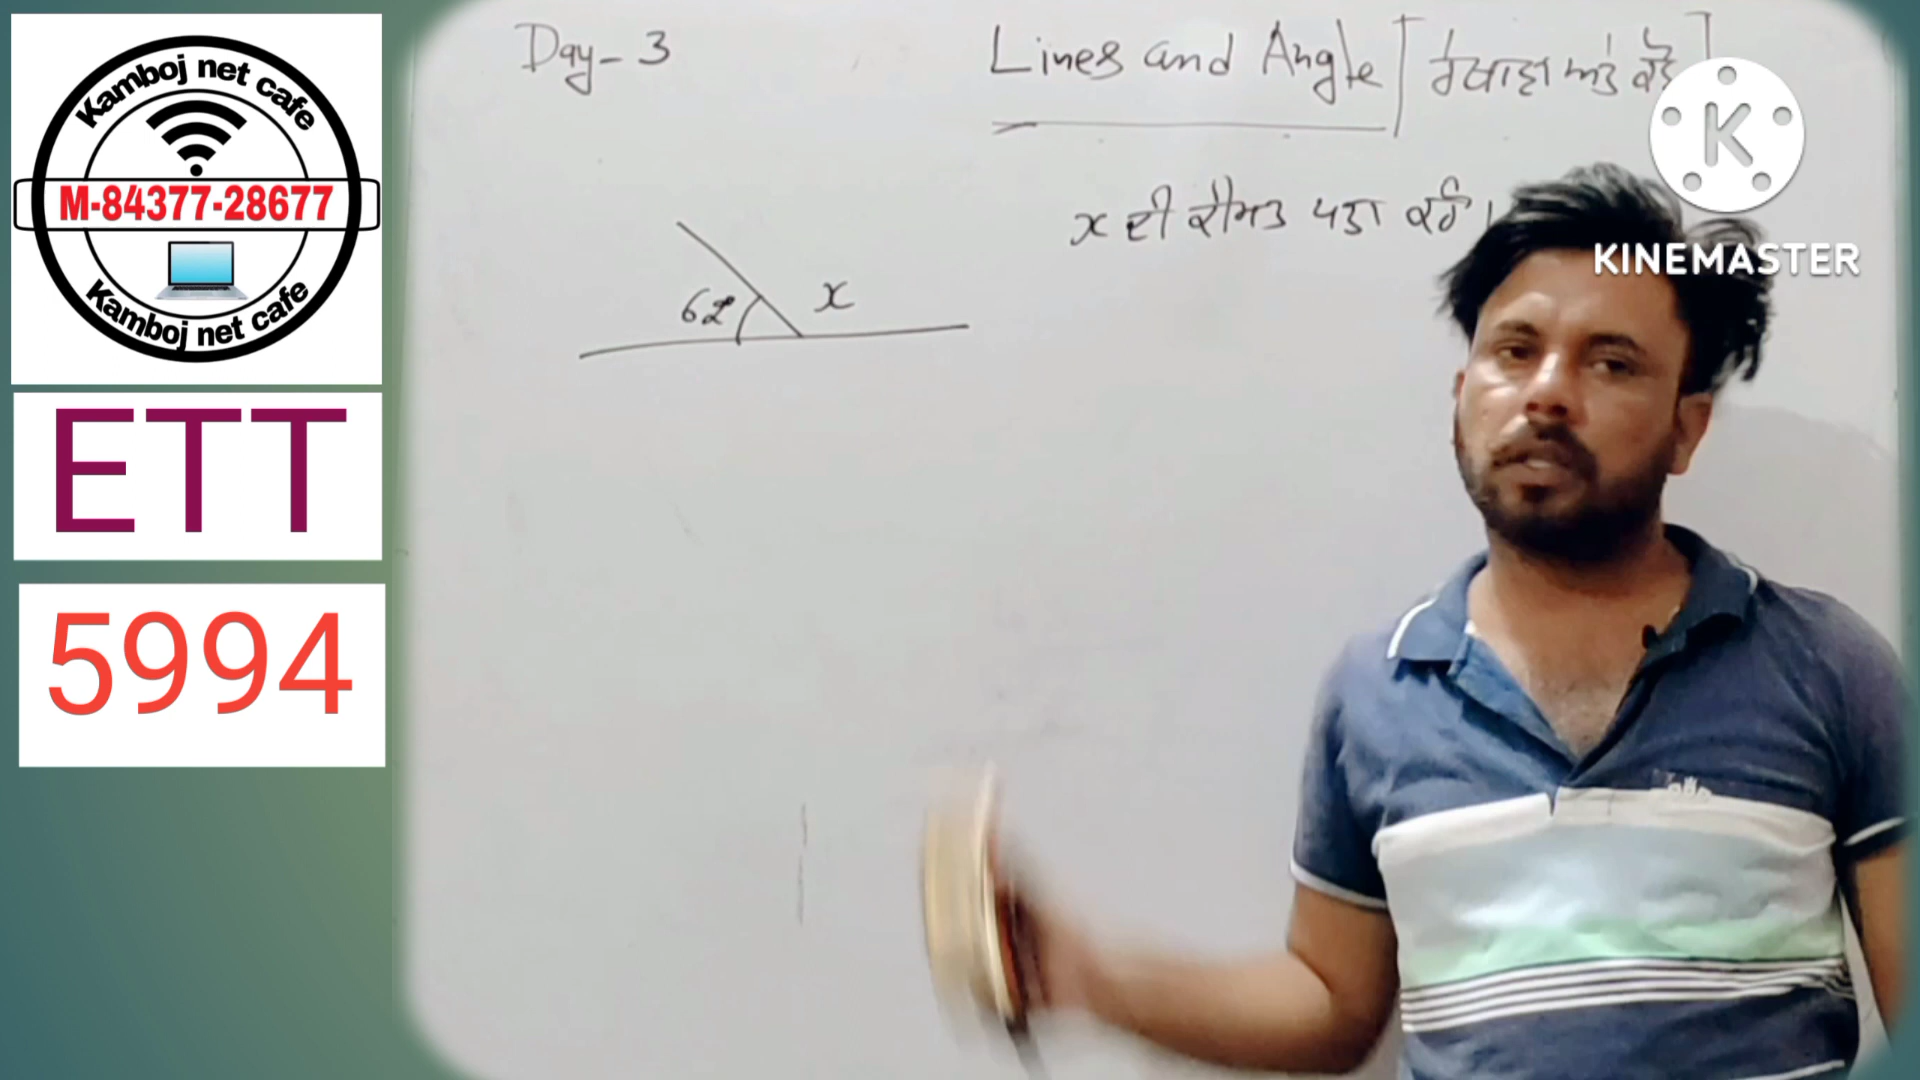 Kamboj net cafe
M-84377-28677
Kamboj net cafe
ETT
5994
Day-3
Lines and Angle [ਰੇਖਾਵਾਂ ਅਤੇ
x ਦੀ ਕੀਮਤ ਪਤਾ ਕਰੋ।
62 x
K
KINEMASTER